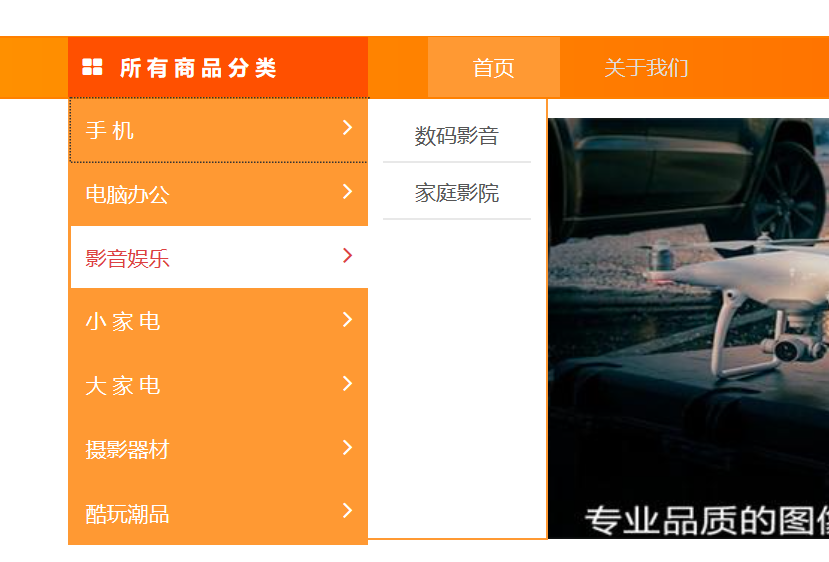 所有商品分类
首页
关于我们
手机
电脑办公
影音娱乐
小家电
大家电
摄影器材
酷玩潮品
数码影音
家庭影院
专业品质的图